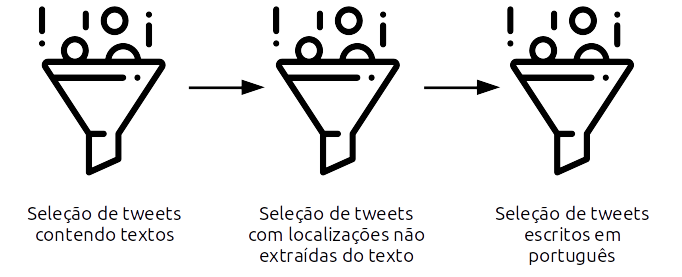 Seleção de tweets
contendo textos
Seleção de tweets
com localizações não
extraídas do texto
Seleção de tweets
escritos em
português